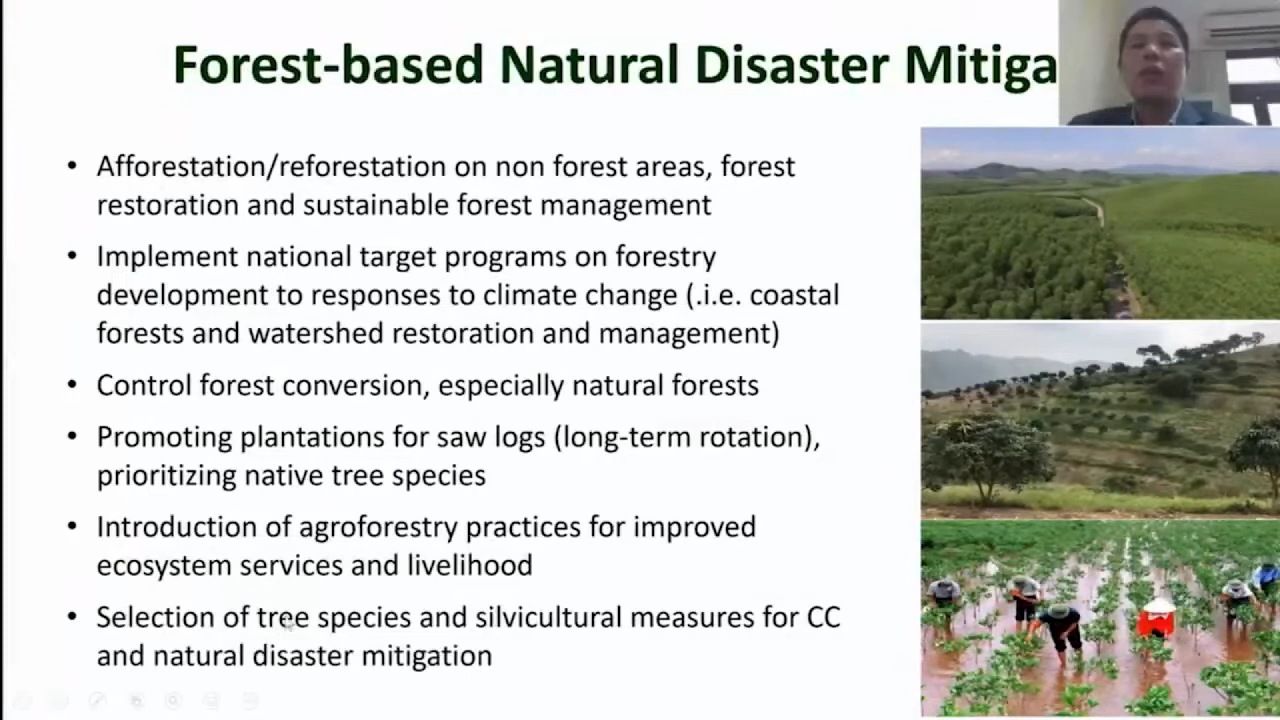 Forest-based Natural Disaster Mitiga
• Afforestation/reforestation on non forest areas, forest
restoration and sustainable forest management
• Implement national target programs on forestry
development to responses to climate change (.i.e. coastal
forests and watershed restoration and management)
• Control forest conversion, especially natural forests
• Promoting plantations for saw logs (long-term rotation),
prioritizing native tree species
• Introduction of agroforestry practices for improved
ecosystem services and livelihood
• Selection of tree species and silvicultural measures for CC
and natural disaster mitigation